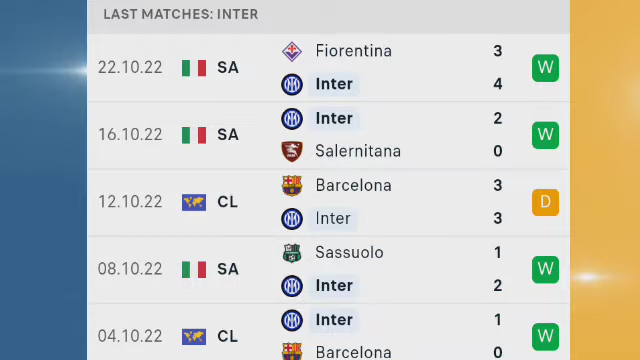 LAST MATCHES: INTER
22.10.22 SA Fiorentina 3 W
Inter 4
16.10.22 SA Inter 2 W
Salernitana 0
12.10.22 CL Barcelona 3 D
Inter 3
08.10.22 SA Sassuolo 1 W
Inter 2
04.10.22 CL Inter 1 W
Barcelona 0